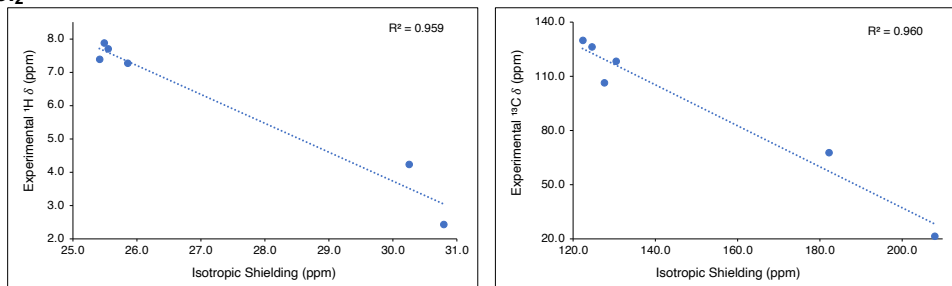 R² = 0.959
Experimental ¹H δ (ppm)
8.0
7.0
6.0
5.0
4.0
3.0
2.0
25.0 26.0 27.0 28.0 29.0 30.0 31.0
Isotropic Shielding (ppm)
R² = 0.960
Experimental ¹³C δ (ppm)
140.0
110.0
80.0
50.0
20.0
120.0 140.0 160.0 180.0 200.0
Isotropic Shielding (ppm)